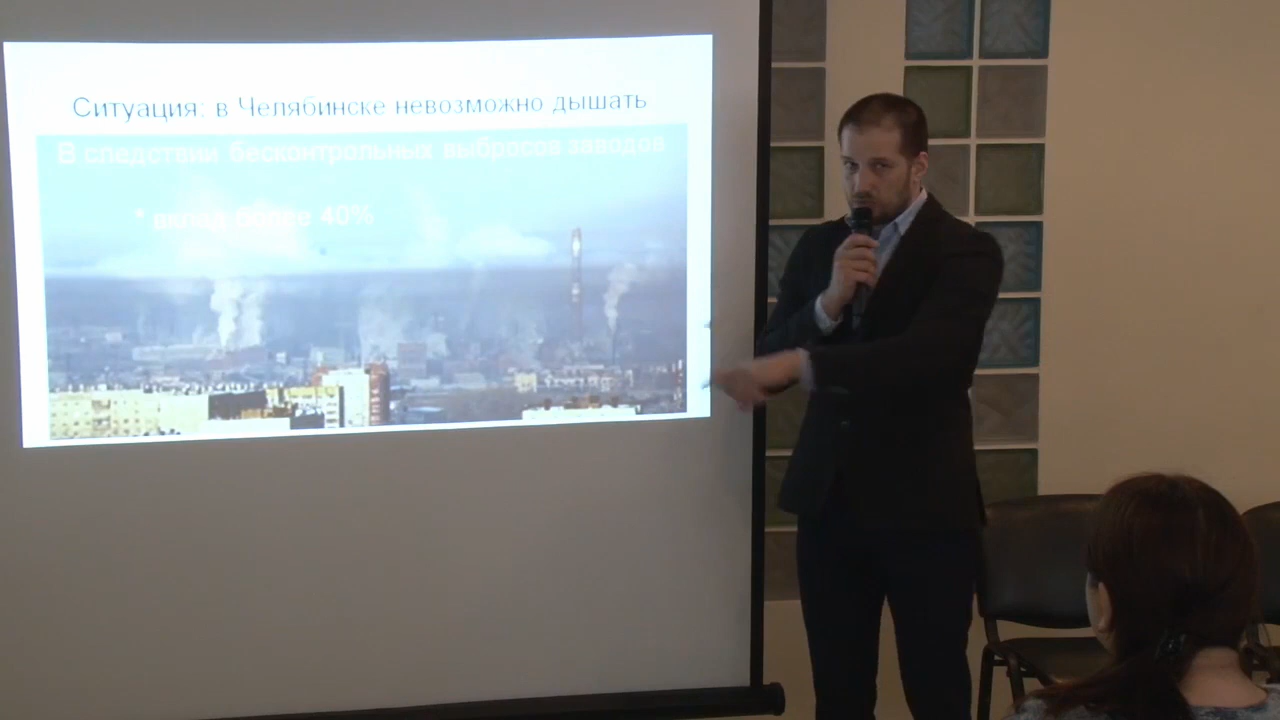 Ситуация: в Челябинске невозможно дышать
В следствии бесконтрольных выбросов заводов
* вклад более 40%